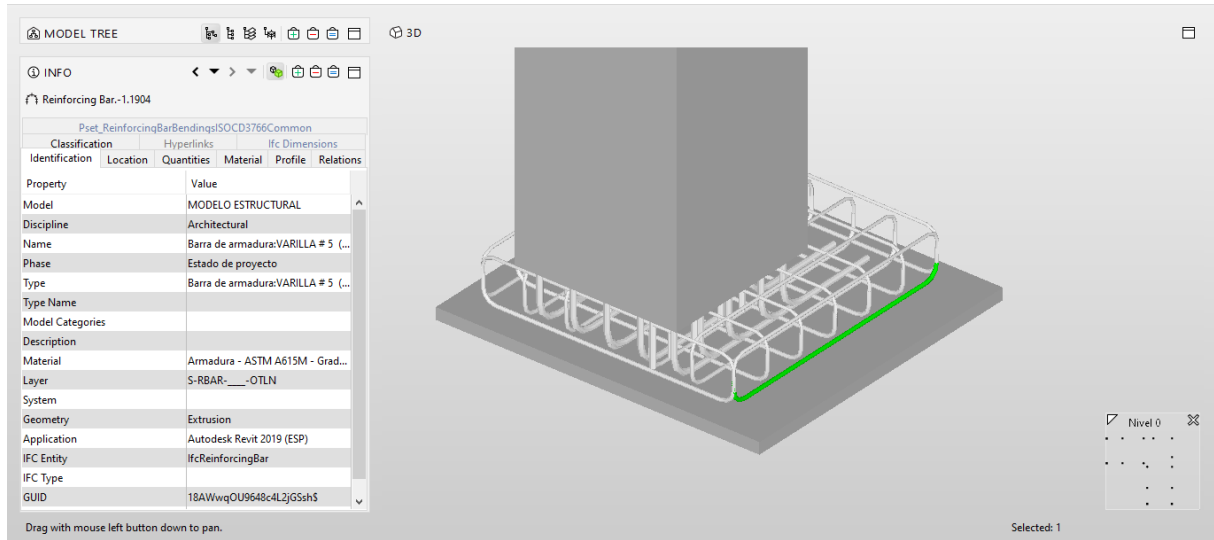 MODEL TREE
3D
INFO
Reinforcing Bar.-1.1904
Pset_ReinforcingBarBendingsISOCD3766Common
Classification Hyperlinks Ifc Dimensions
Identification Location Quantities Material Profile Relations
Property Value
Model MODELO ESTRUCTURAL
Discipline Architectural
Name Barra de armadura:VARILLA # 5 (...
Phase Estado de proyecto
Type Barra de armadura:VARILLA # 5 (...
Type Name
Model Categories
Description
Material Armadura - ASTM A615M - Grad...
Layer S-RBAR-___-OTLN
System
Geometry Extrusion
Application Autodesk Revit 2019 (ESP)
IFC Entity IfcReinforcingBar
IFC Type
GUID 18AWwqOU9648c4L2jGSsh$
Nivel 0
Drag with mouse left button down to pan.
Selected: 1